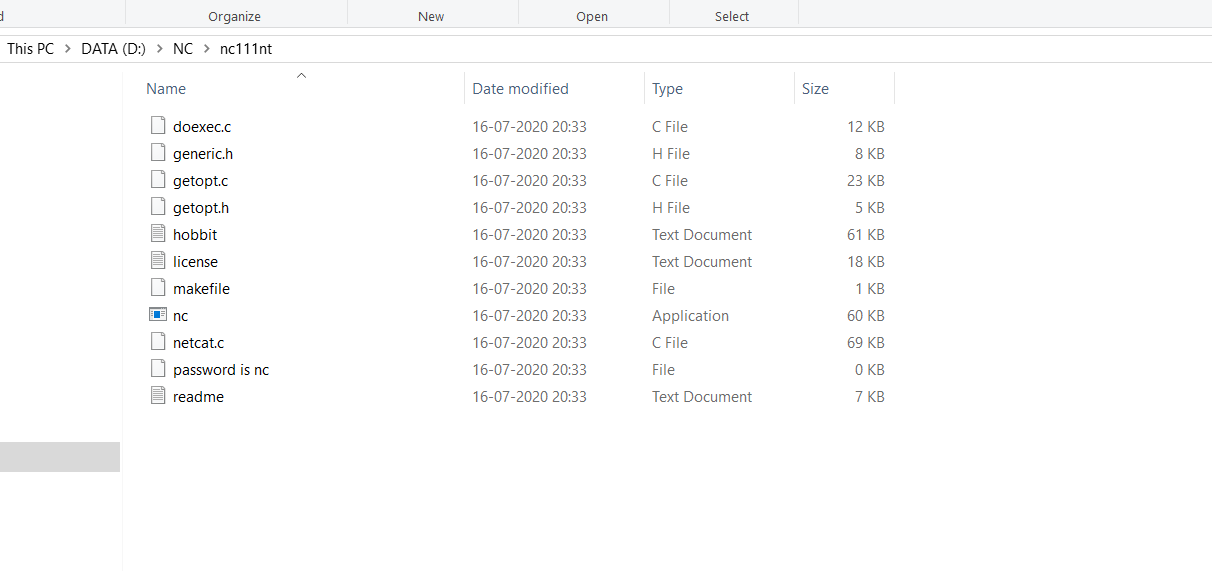 d Organize New Open Select
This PC > DATA (D:) > NC > nc111nt
Name Date modified Type Size
doexec.c 16-07-2020 20:33 C File 12 KB
generic.h 16-07-2020 20:33 H File 8 KB
getopt.c 16-07-2020 20:33 C File 23 KB
getopt.h 16-07-2020 20:33 H File 5 KB
hobbit 16-07-2020 20:33 Text Document 61 KB
license 16-07-2020 20:33 Text Document 18 KB
makefile 16-07-2020 20:33 File 1 KB
nc 16-07-2020 20:33 Application 60 KB
netcat.c 16-07-2020 20:33 C File 69 KB
password is nc 16-07-2020 20:33 File 0 KB
readme 16-07-2020 20:33 Text Document 7 KB